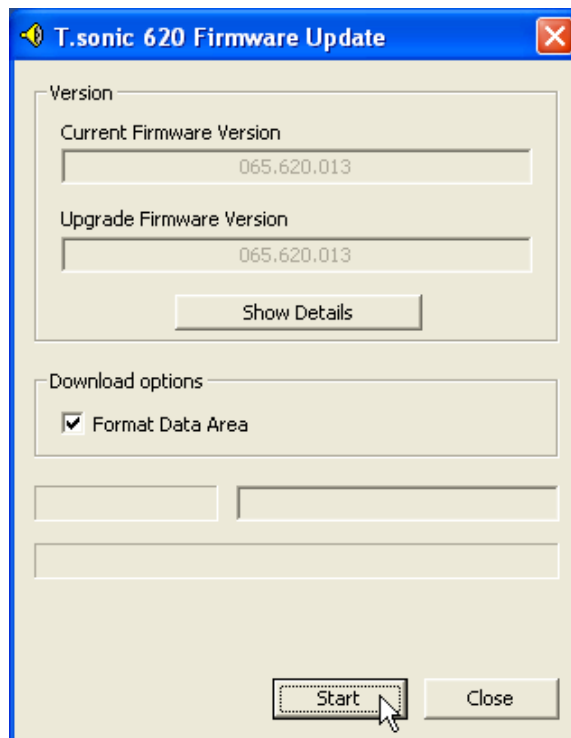 T.sonic 620 Firmware Update
Version
Current Firmware Version
065.620.013
Upgrade Firmware Version
065.620.013
Show Details
Download options
Format Data Area
Start
Close